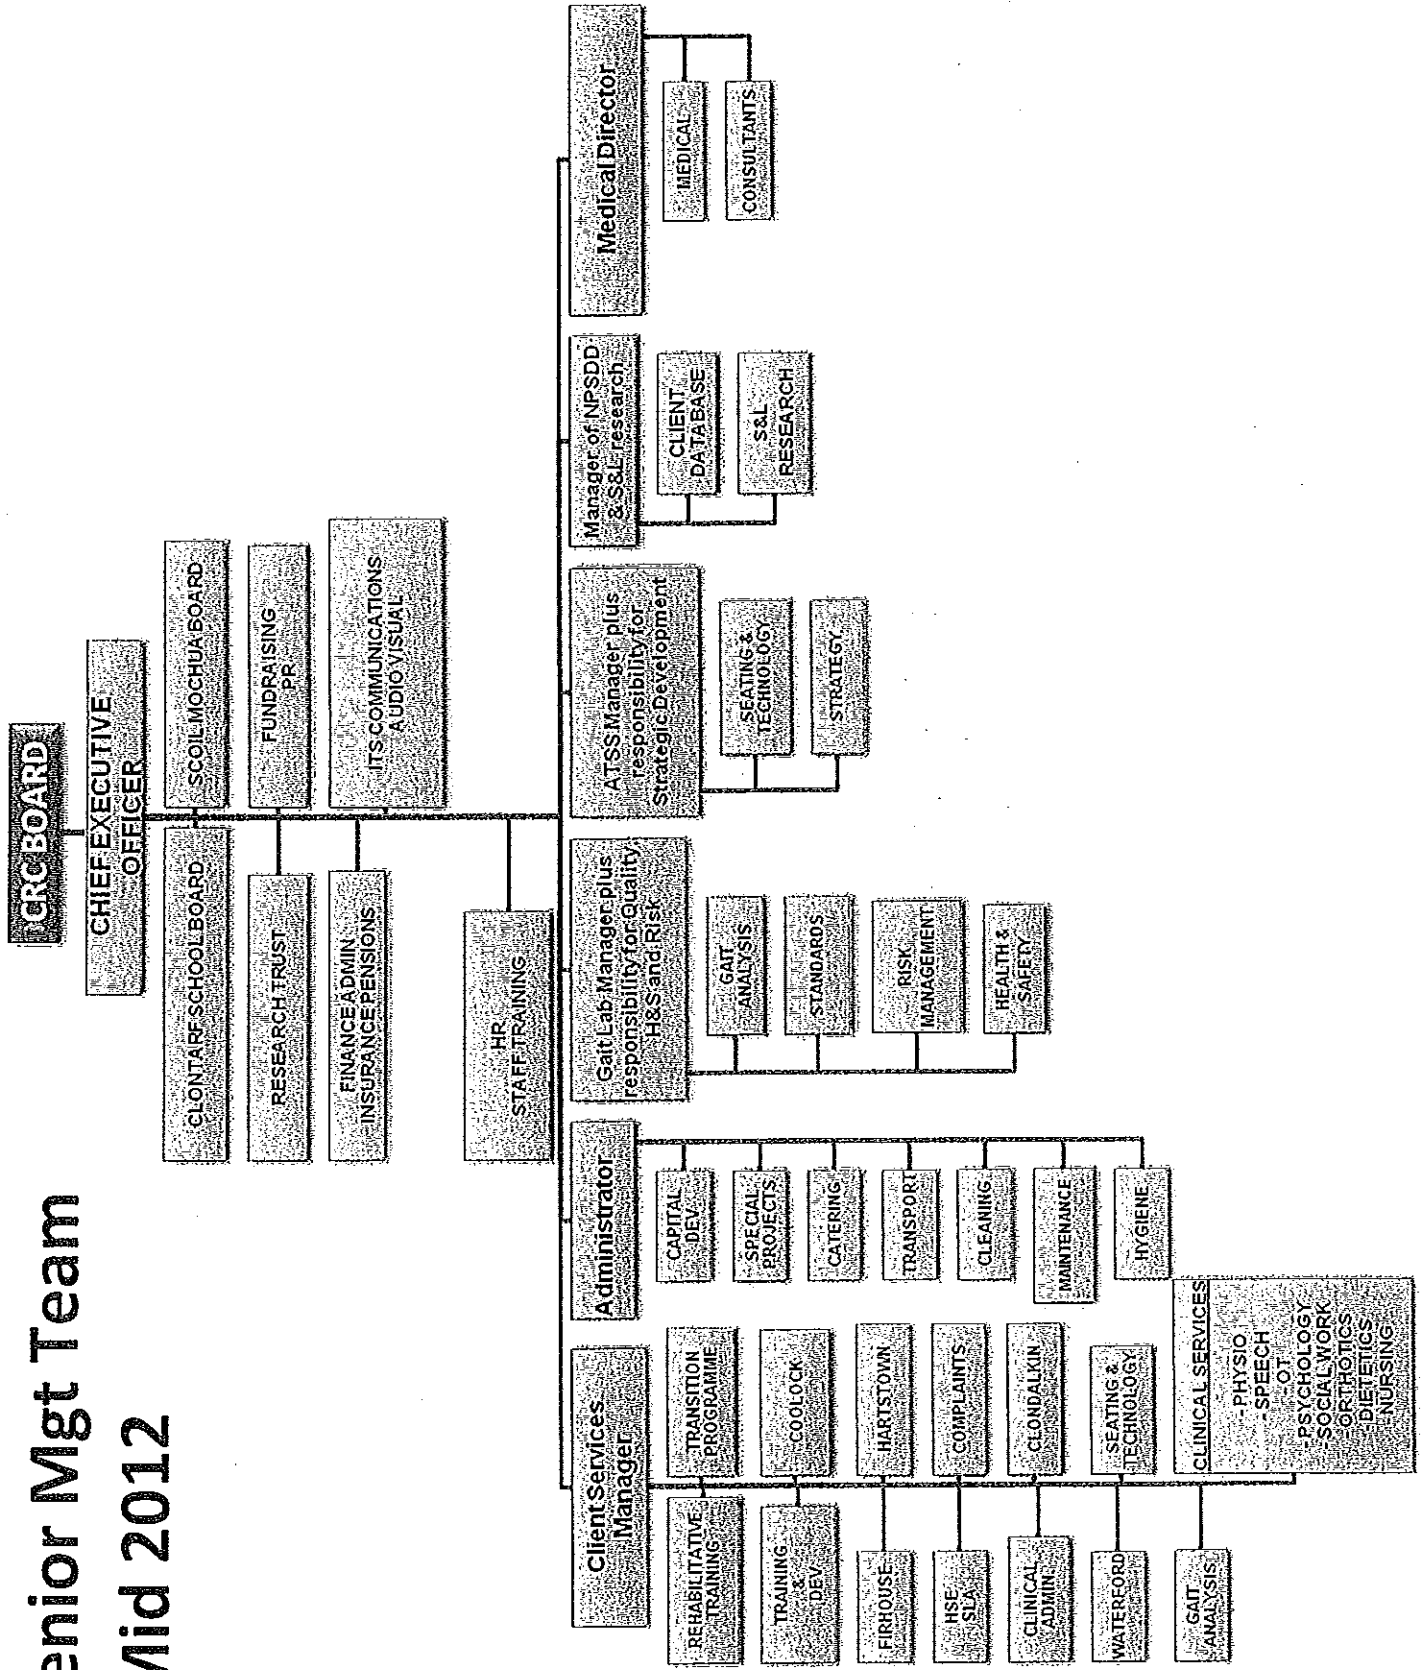 enior Mgt Team
Mid 2012
CRC BOARD
CHIEF EXECUTIVE
OFFICER
CLONTARF SCHOOL BOARD
SCOIL MOCHUA BOARD
RESEARCH TRUST
FUNDRAISING
PR
FINANCE ADMIN
INSURANCE PENSIONS
ITS COMMUNICATIONS
AUDIO VISUAL
HR
STAFF TRAINING
Client Services
Manager
REHABILITATIVE
TRAINING
TRANSITION
PROGRAMME
TRAINING
&
DEV
COOLOCK
FIRHOUSE
HARTSTOWN
HSE
SLA
COMPLAINTS
CLINICAL
ADMIN
CLONDALKIN
WATERFORD
SEATING &
TECHNOLOGY
GAIT
ANALYSIS
CLINICAL SERVICES
- PHYSIO
- SPEECH
- OT
- PSYCHOLOGY
- SOCIAL WORK
- ORTHOTICS
- DIETETICS
- NURSING
Administrator
CAPITAL
DEV.
SPECIAL
PROJECTS
CATERING
TRANSPORT
CLEANING
MAINTENANCE
HYGIENE
Gait Lab Manager plus
responsibility for Quality,
H&S and Risk
GAIT
ANALYSIS
STANDARDS
RISK
MANAGEMENT
HEALTH &
SAFETY
ATSS Manager plus
responsibility for
Strategic Development
SEATING &
TECHNOLOGY
STRATEGY
Manager of NPSDD
& S&L research
CLIENT
DATABASE
S&L
RESEARCH
Medical Director
MEDICAL
CONSULTANTS